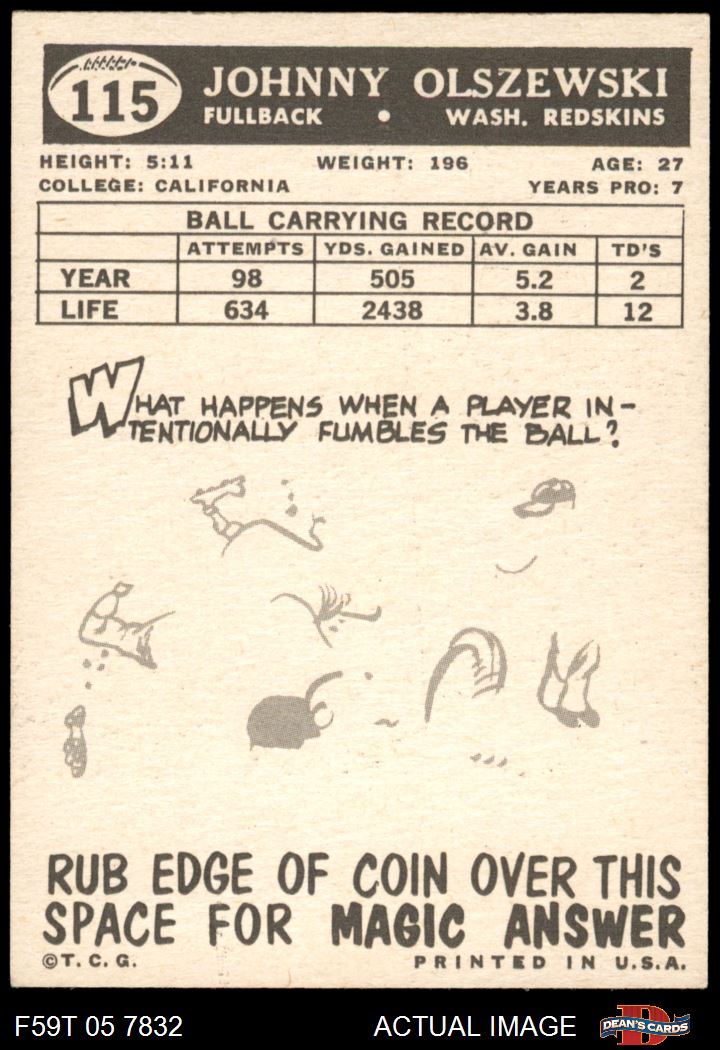 115
JOHNNY OLSZEWSKI
FULLBACK • WASH. REDSKINS
HEIGHT: 5:11 WEIGHT: 196 AGE: 27
COLLEGE: CALIFORNIA YEARS PRO: 7
BALL CARRYING RECORD
ATTEMPTS YDS. GAINED AV. GAIN TD'S
YEAR 98 505 5.2 2
LIFE 634 2438 3.8 12
WHAT HAPPENS WHEN A PLAYER IN-
TENTIONALLY FUMBLES THE BALL?
RUB EDGE OF COIN OVER THIS
SPACE FOR MAGIC ANSWER
©T.C.G. PRINTED IN U.S.A.
F59T 05 7832 ACTUAL IMAGE D DEAN'S CARDS